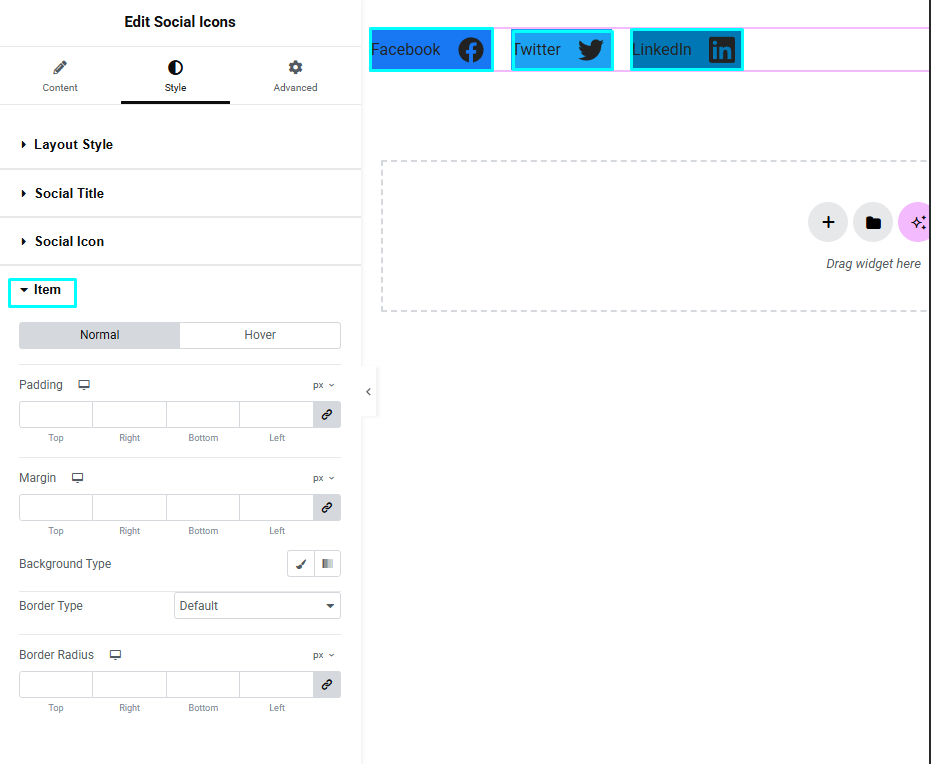 Edit Social Icons
Content
Style
Advanced
Layout Style
Social Title
Social Icon
Item
Normal
Hover
Padding
px
Top
Right
Bottom
Left
Margin
px
Top
Right
Bottom
Left
Background Type
Border Type
Default
Border Radius
px
Top
Right
Bottom
Left
Facebook
Twitter
LinkedIn
Drag widget here